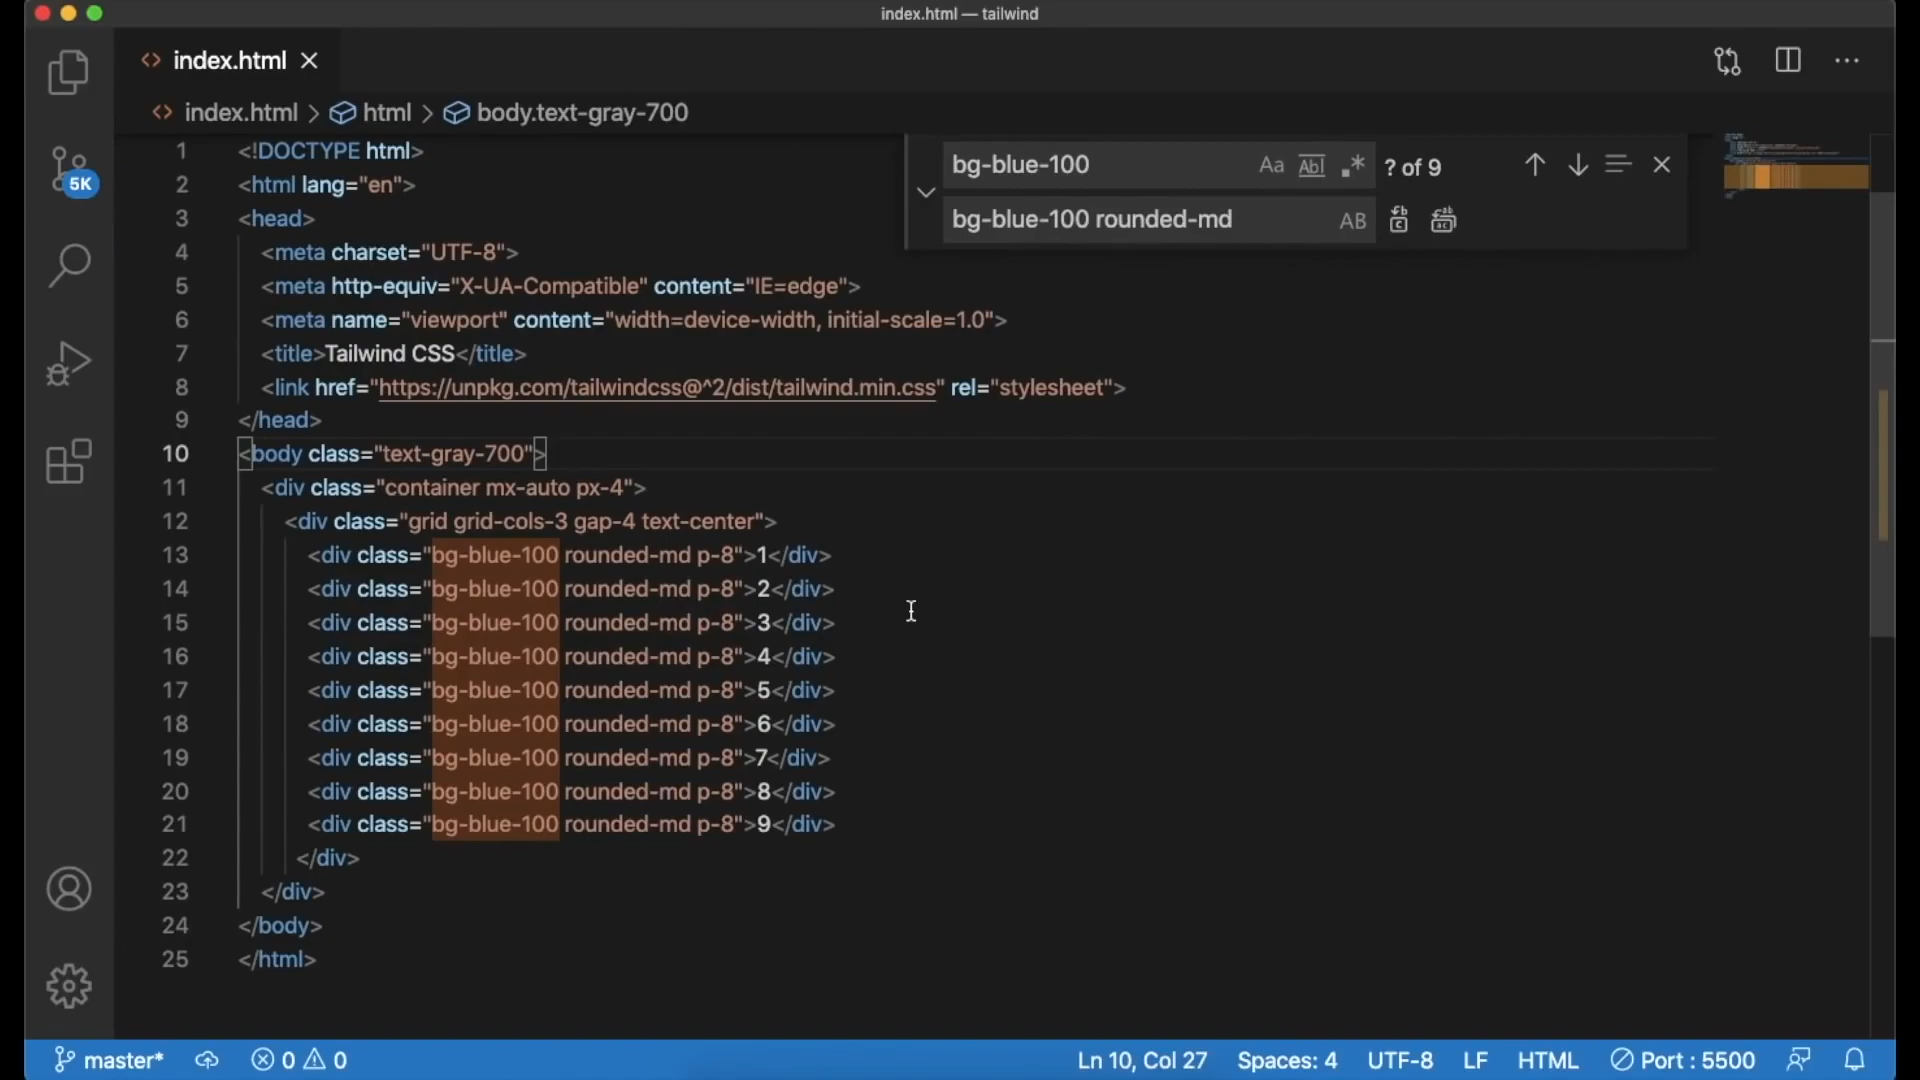 index.html — tailwind
index.html
index.html > html > body.text-gray-700
bg-blue-100 Aa Abl .* ? of 9
bg-blue-100 rounded-md AB
5K
1 <!DOCTYPE html>
2 <html lang="en">
3 <head>
4 <meta charset="UTF-8">
5 <meta http-equiv="X-UA-Compatible" content="IE=edge">
6 <meta name="viewport" content="width=device-width, initial-scale=1.0">
7 <title>Tailwind CSS</title>
8 <link href="https://unpkg.com/tailwindcss@^2/dist/tailwind.min.css" rel="stylesheet">
9 </head>
10 <body class="text-gray-700">
11 <div class="container mx-auto px-4">
12 <div class="grid grid-cols-3 gap-4 text-center">
13 <div class="bg-blue-100 rounded-md p-8">1</div>
14 <div class="bg-blue-100 rounded-md p-8">2</div>
15 <div class="bg-blue-100 rounded-md p-8">3</div>
16 <div class="bg-blue-100 rounded-md p-8">4</div>
17 <div class="bg-blue-100 rounded-md p-8">5</div>
18 <div class="bg-blue-100 rounded-md p-8">6</div>
19 <div class="bg-blue-100 rounded-md p-8">7</div>
20 <div class="bg-blue-100 rounded-md p-8">8</div>
21 <div class="bg-blue-100 rounded-md p-8">9</div>
22 </div>
23 </div>
24 </body>
25 </html>
master* 0 0 Ln 10, Col 27 Spaces: 4 UTF-8 LF HTML Port : 5500